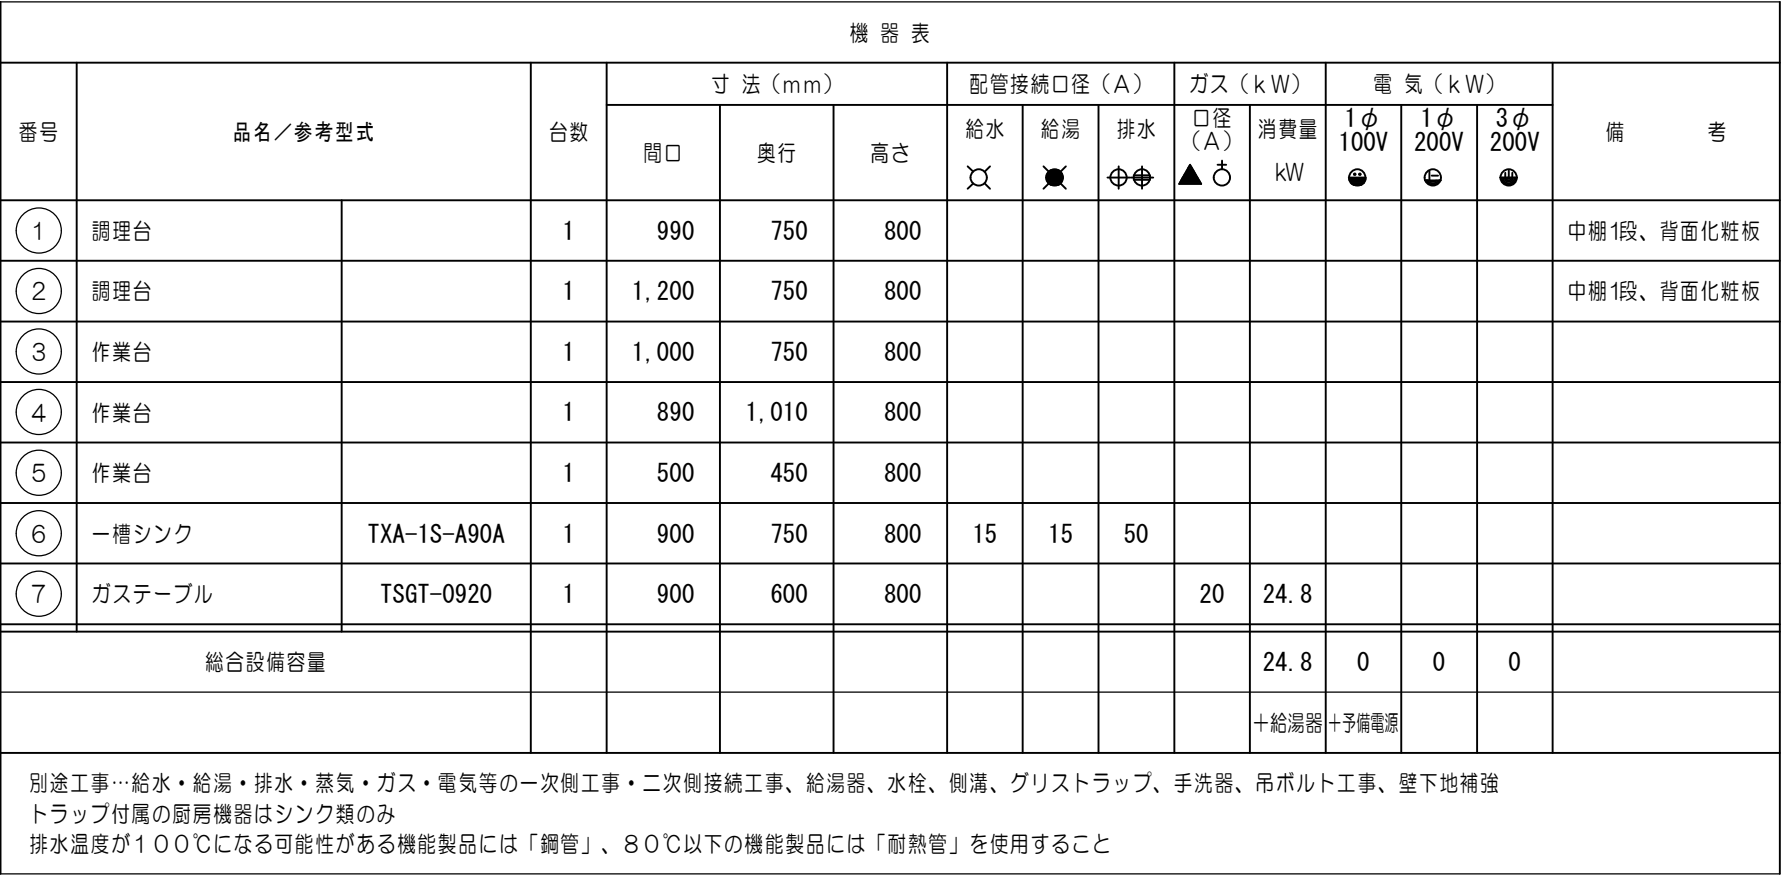 機 器 表
番号 品名／参考型式 台数 寸 法（mm） 配管接続口径（A） ガス（kW） 電 気（kW） 備 考
間口 奥行 高さ 給水 給湯 排水 口径（A） 消費量 kW 1φ 100V 1φ 200V 3φ 200V
1 調理台 1 990 750 800 中棚1段、背面化粧板
2 調理台 1 1,200 750 800 中棚1段、背面化粧板
3 作業台 1 1,000 750 800
4 作業台 1 890 1,010 800
5 作業台 1 500 450 800
6 一槽シンク TXA-1S-A90A 1 900 750 800 15 15 50
7 ガステーブル TSGT-0920 1 900 600 800 20 24.8
総合設備容量 24.8 0 0 0
＋給湯器 ＋予備電源
別途工事…給水・給湯・排水・蒸気・ガス・電気等の一次側工事・二次側接続工事、給湯器、水栓、側溝、グリストラップ、手洗器、吊ボルト工事、壁下地補強
トラップ付属の厨房機器はシンク類のみ
排水温度が１００℃になる可能性がある機能製品には「鋼管」、８０℃以下の機能製品には「耐熱管」を使用すること